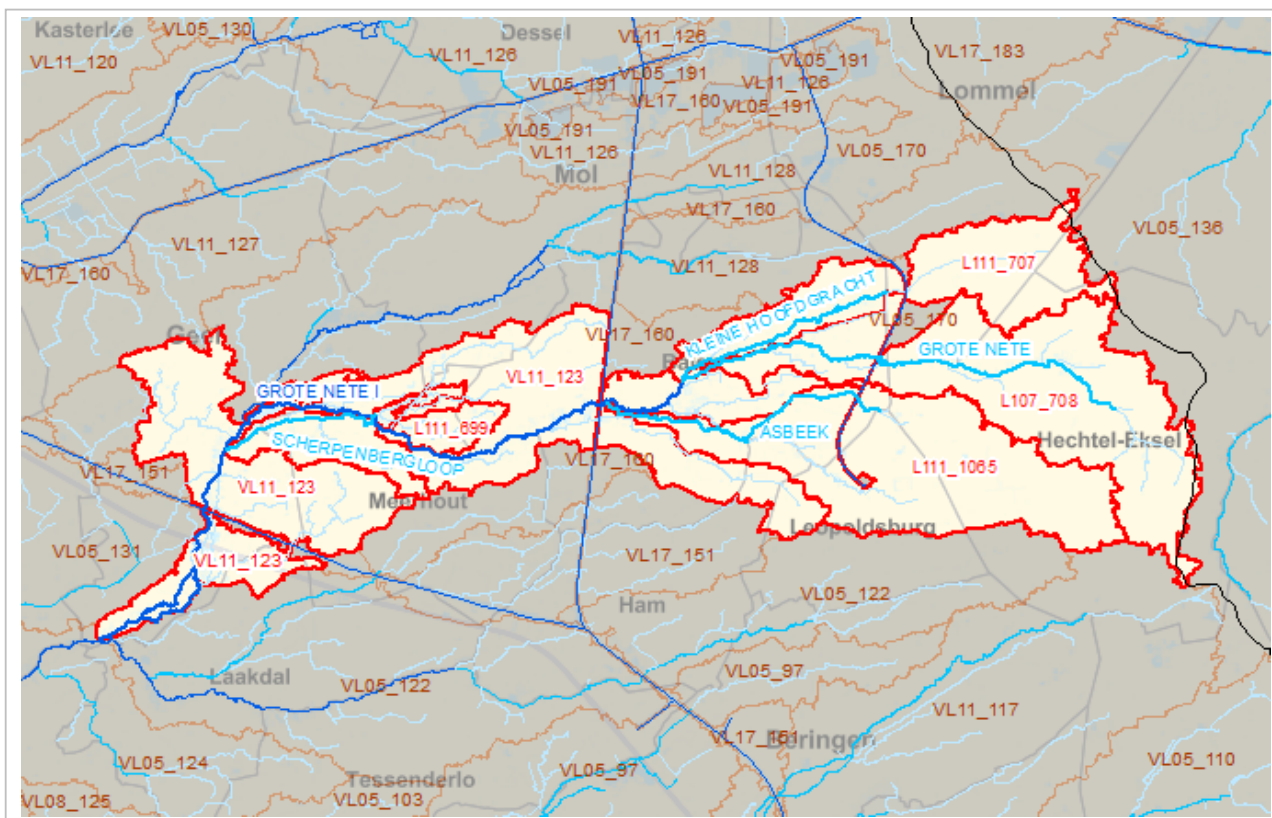 Kasterlee
VL05_130
Dessel
VL11_126
VL11_120
VL11_126
VL05_191
VL17_183
VL05_191
VL05_191
VL11_126
Lommel
VL17_160
VL05_191
VL05_191
VL11_126
VL05_170
Mol
VL11_128
VL17_160
VL11_127
VL05_136
VL17_160
VL11_128
L111_707
KLEINE HOOFDGRACHT
VL05_170
Geel
VL17_160
GROTE NETE
VL11_123
GROTE NETE I
L107_708
L111_699
ASBEEK
SCHERPENBERGLOOP
Hechtel-Eksel
VL17_151
VL17_160
L111_1065
VL11_123
Meerhout
Leopoldsburg
VL05_131
VL11_123
VL17_151
VL05_122
Ham
Laakdal
VL05_122
VL05_97
VL11_117
VL17_151
Beringen
VL05_124
VL05_97
VL05_110
Tessenderlo
VL08_125
VL05_103